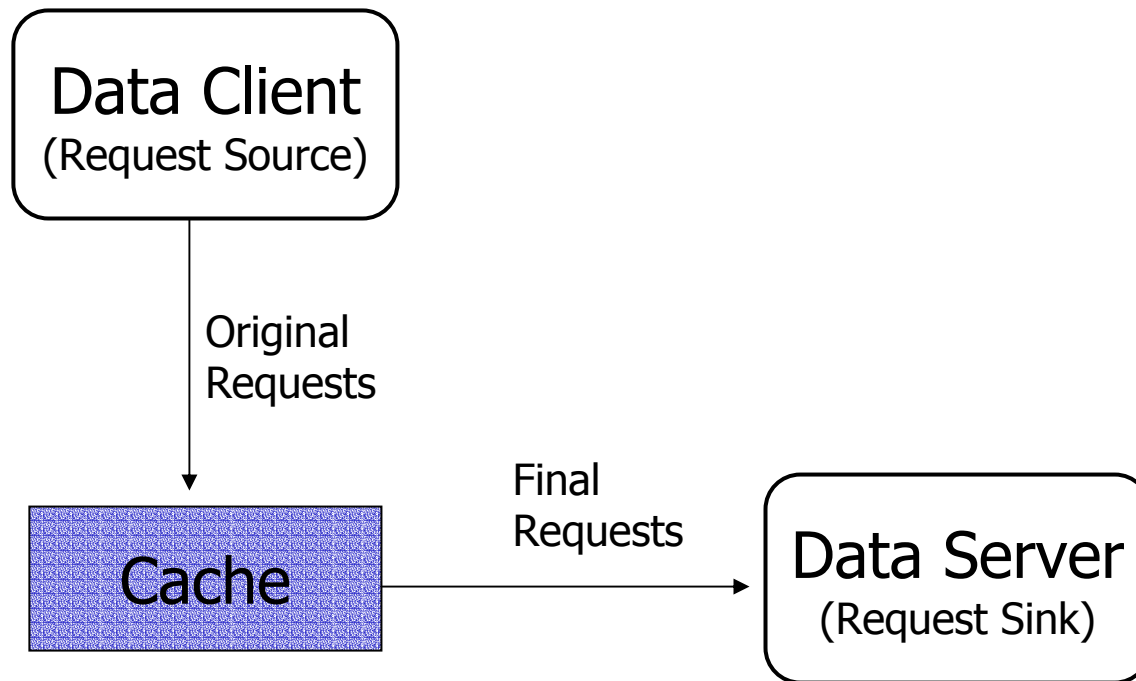 Data Client
(Request Source)
Original
Requests
Final
Requests
Cache
Data Server
(Request Sink)